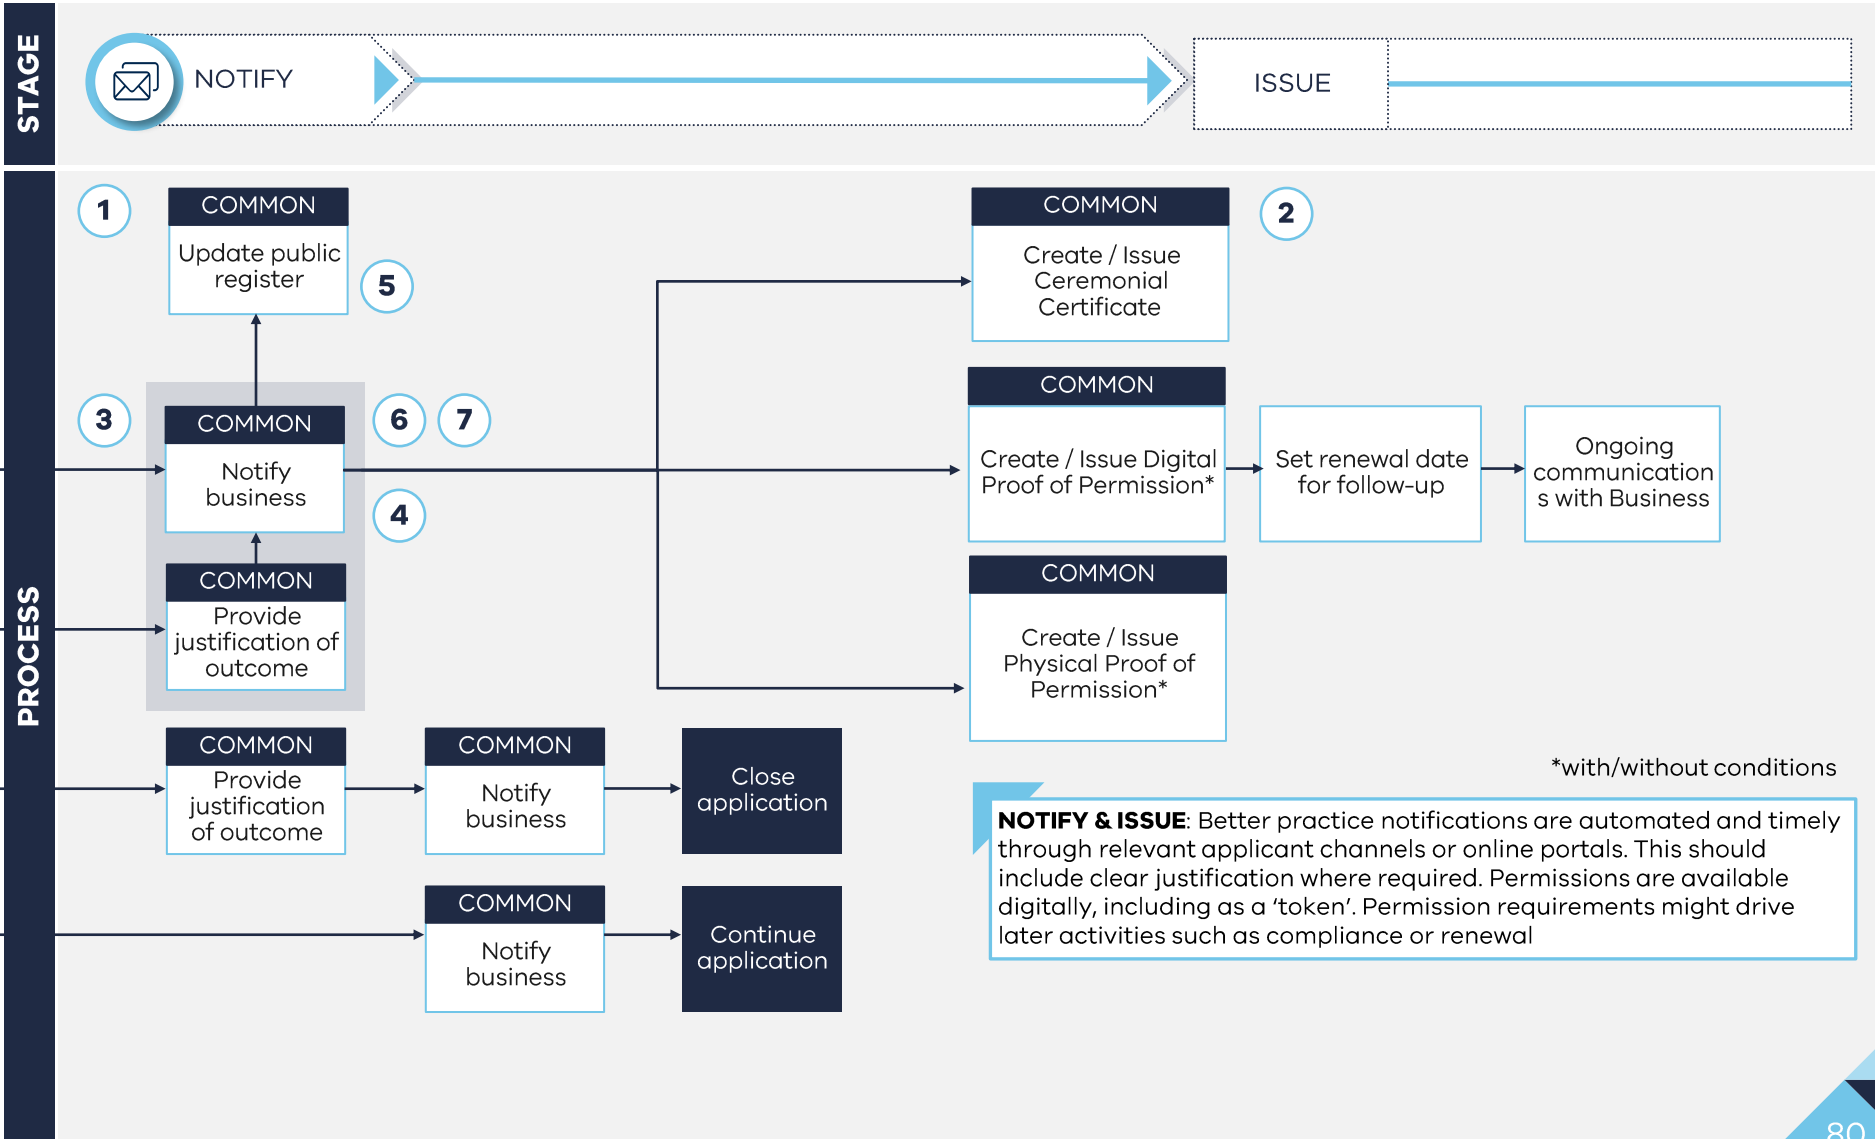 STAGE
NOTIFY
ISSUE
PROCESS
1
COMMON
Update public
register
5
COMMON
Create / Issue
Ceremonial
Certificate
2
3
COMMON
Notify
business
6
7
4
COMMON
Create / Issue Digital
Proof of Permission*
Set renewal date
for follow-up
Ongoing
communication
s with Business
COMMON
Provide
justification of
outcome
COMMON
Create / Issue
Physical Proof of
Permission*
COMMON
Provide
justification
of outcome
COMMON
Notify
business
Close
application
*with/without conditions
NOTIFY & ISSUE: Better practice notifications are automated and timely
through relevant applicant channels or online portals. This should
include clear justification where required. Permissions are available
digitally, including as a ‘token’. Permission requirements might drive
later activities such as compliance or renewal
COMMON
Notify
business
Continue
application
80